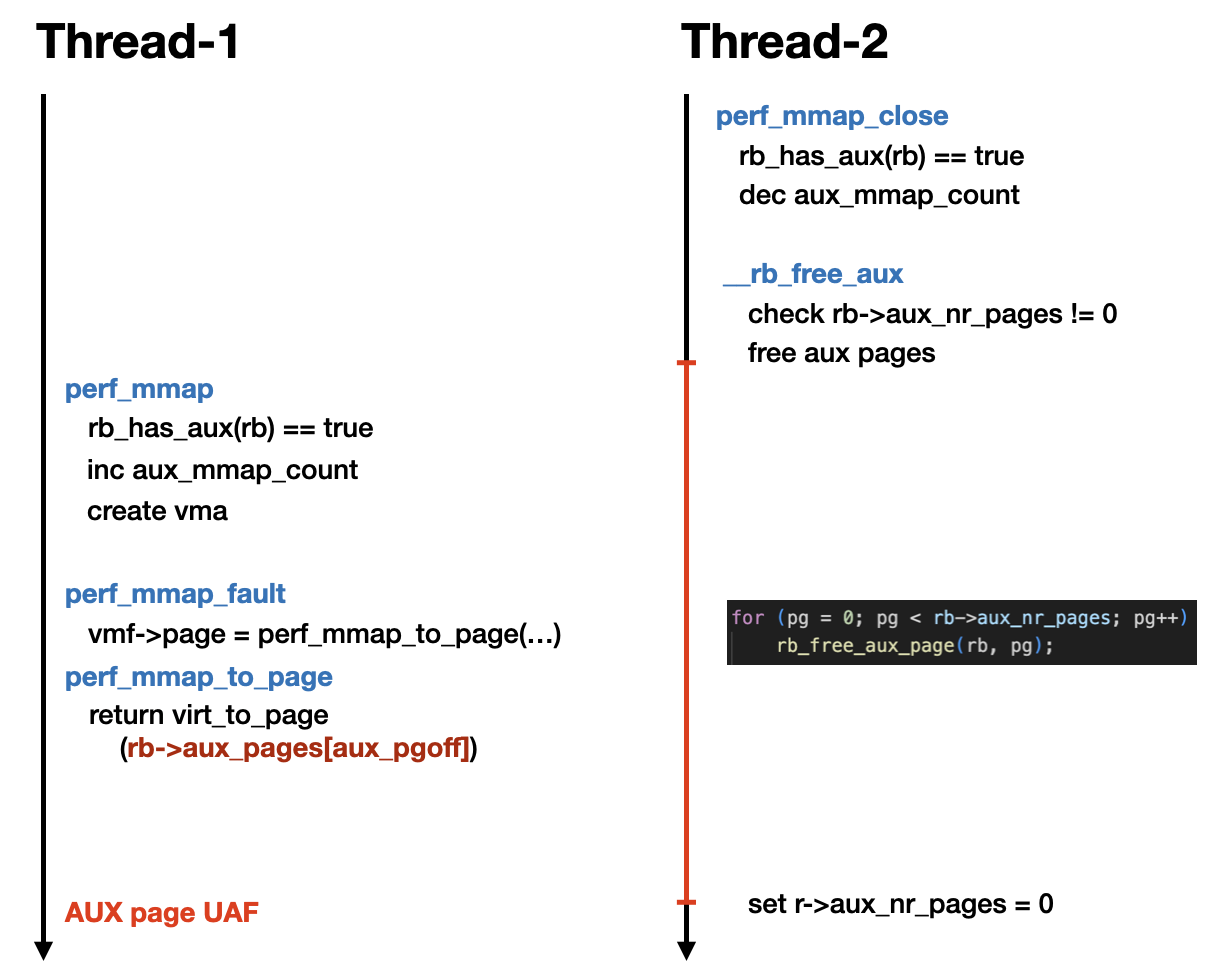 Thread-1
perf_mmap
rb_has_aux(rb) == true
inc aux_mmap_count
create vma
perf_mmap_fault
vmf->page = perf_mmap_to_page(…)
perf_mmap_to_page
return virt_to_page
(rb->aux_pages[aux_pgoff])
AUX page UAF
Thread-2
perf_mmap_close
rb_has_aux(rb) == true
dec aux_mmap_count
__rb_free_aux
check rb->aux_nr_pages != 0
free aux pages
for (pg = 0; pg < rb->aux_nr_pages; pg++)
rb_free_aux_page(rb, pg);
set r->aux_nr_pages = 0